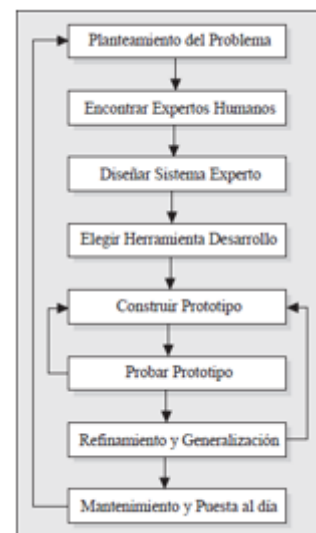 Planteamiento del Problema
Encontrar Expertos Humanos
Diseñar Sistema Experto
Elegir Herramienta Desarrollo
Construir Prototipo
Probar Prototipo
Refinamiento y Generalización
Mantenimiento y Puesta al día